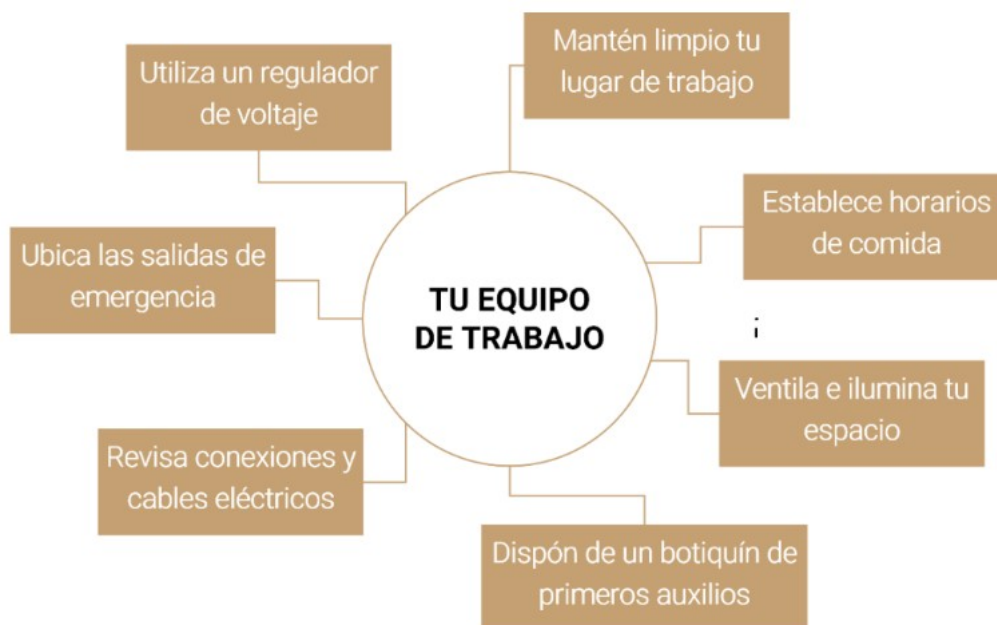 Mantén limpio tu
lugar de trabajo
Utiliza un regulador
de voltaje
Establece horarios
de comida
Ubica las salidas de
emergencia
TU EQUIPO
DE TRABAJO
¡
Ventila e ilumina tu
espacio
Revisa conexiones y
cables eléctricos
Dispón de un botiquín de
primeros auxilios